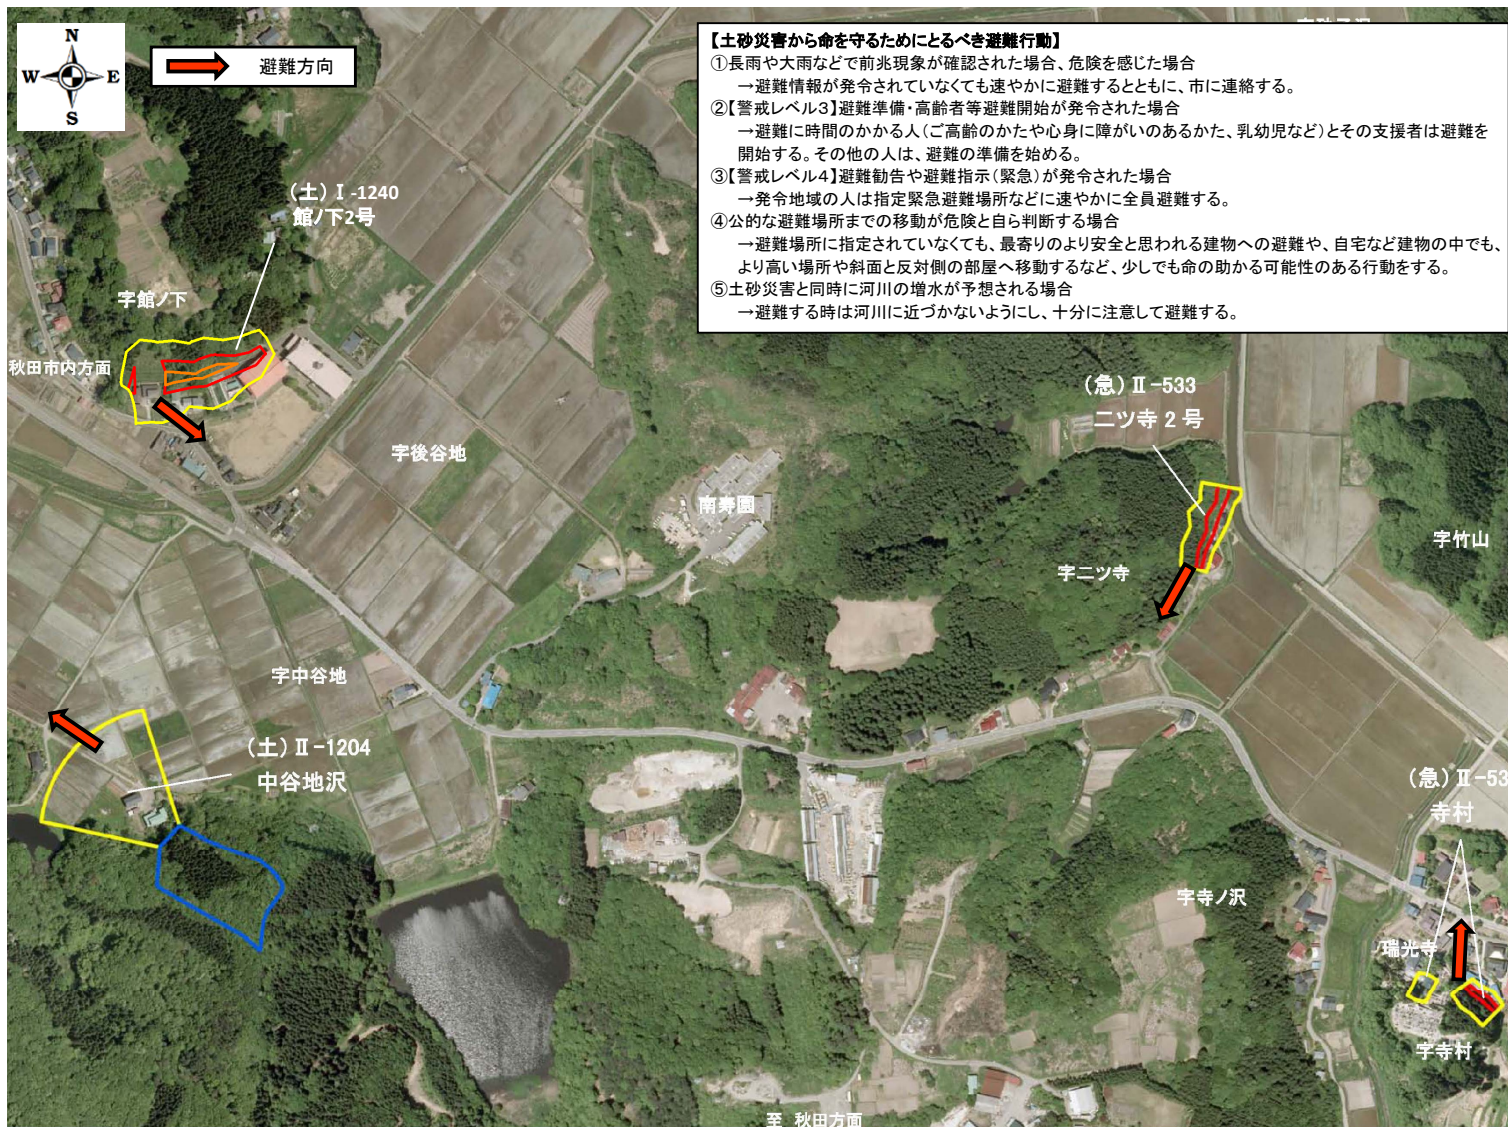 N
W E
S
避難方向
【土砂災害から命を守るためにとるべき避難行動】
①長雨や大雨などで前兆現象が確認された場合、危険を感じた場合
→避難情報が発令されていなくても速やかに避難するとともに、市に連絡する。
②【警戒レベル3】避難準備・高齢者等避難開始が発令された場合
→避難に時間のかかる人(ご高齢のかたや心身に障がいのあるかた、乳幼児など)とその支援者は避難を
開始する。その他の人は、避難の準備を始める。
③【警戒レベル4】避難勧告や避難指示(緊急)が発令された場合
→発令地域の人は指定緊急避難場所などに速やかに全員避難する。
④公的な避難場所までの移動が危険と自ら判断する場合
→避難場所に指定されていなくても、最寄りのより安全と思われる建物への避難や、自宅など建物の中でも、
より高い場所や斜面と反対側の部屋へ移動するなど、少しでも命の助かる可能性のある行動をする。
⑤土砂災害と同時に河川の増水が予想される場合
→避難する時は河川に近づかないようにし、十分に注意して避難する。
(土)Ⅰ-1240
館ノ下2号
字館ノ下
秋田市内方面
(急)Ⅱ-533
二ツ寺2号
字後谷地
南寿園
字竹山
字二ツ寺
字中谷地
(土)Ⅱ-1204
中谷地沢
(急)Ⅱ-53
寺村
字寺ノ沢
瑞光寺
字寺村
至 秋田方面